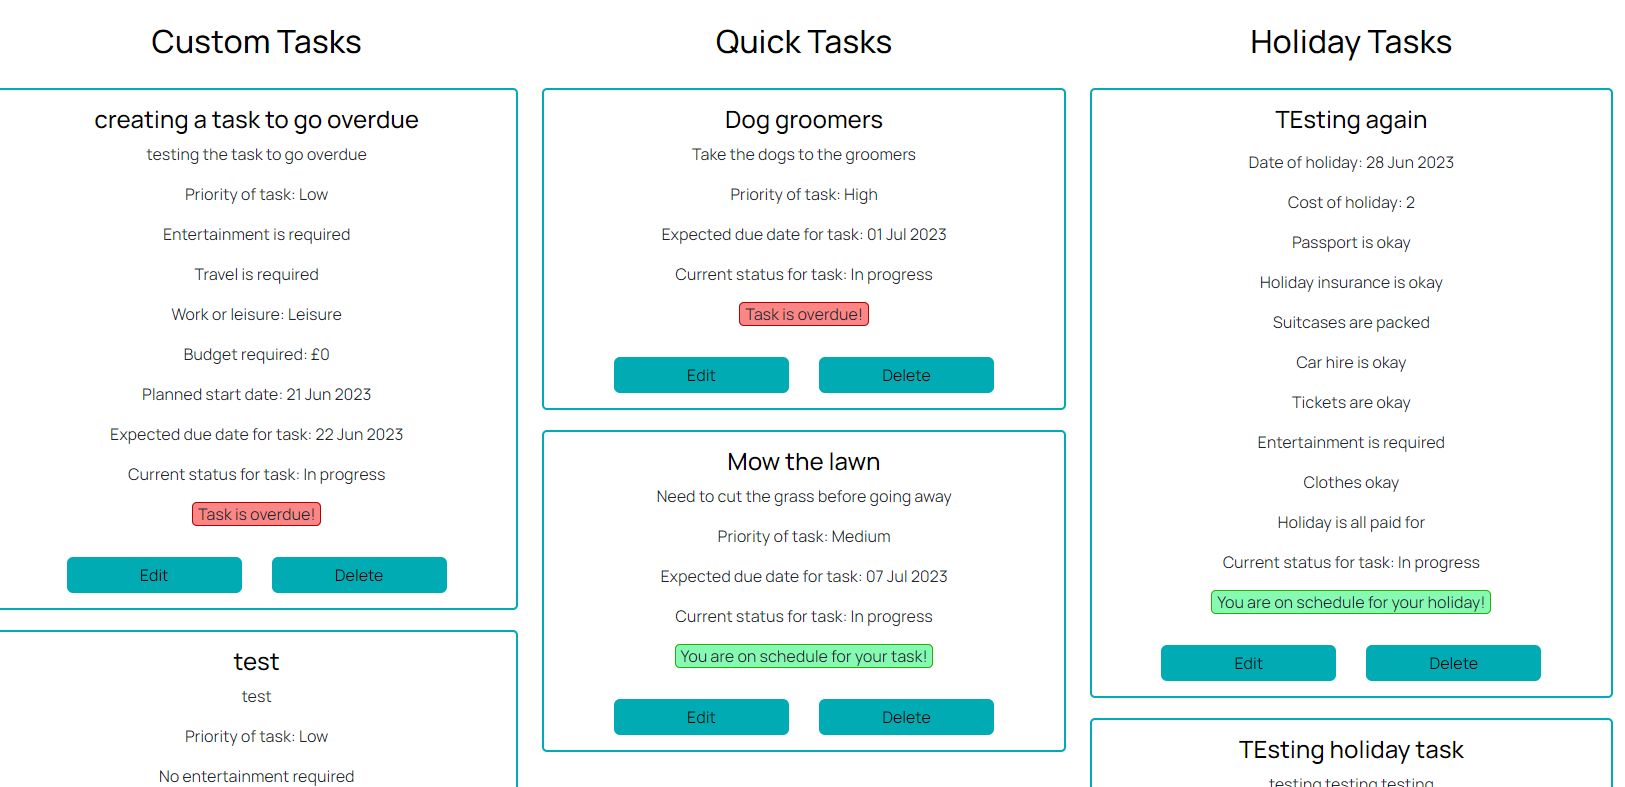 Custom Tasks
creating a task to go overdue
testing the task to go overdue
Priority of task: Low
Entertainment is required
Travel is required
Work or leisure: Leisure
Budget required: £0
Planned start date: 21 Jun 2023
Expected due date for task: 22 Jun 2023
Current status for task: In progress
Task is overdue!
Edit Delete
test
test
Priority of task: Low
No entertainment required
Quick Tasks
Dog groomers
Take the dogs to the groomers
Priority of task: High
Expected due date for task: 01 Jul 2023
Current status for task: In progress
Task is overdue!
Edit Delete
Mow the lawn
Need to cut the grass before going away
Priority of task: Medium
Expected due date for task: 07 Jul 2023
Current status for task: In progress
You are on schedule for your task!
Edit Delete
Holiday Tasks
TEsting again
Date of holiday: 28 Jun 2023
Cost of holiday: 2
Passport is okay
Holiday insurance is okay
Suitcases are packed
Car hire is okay
Tickets are okay
Entertainment is required
Clothes okay
Holiday is all paid for
Current status for task: In progress
You are on schedule for your holiday!
Edit Delete
TEsting holiday task
testing testing testing